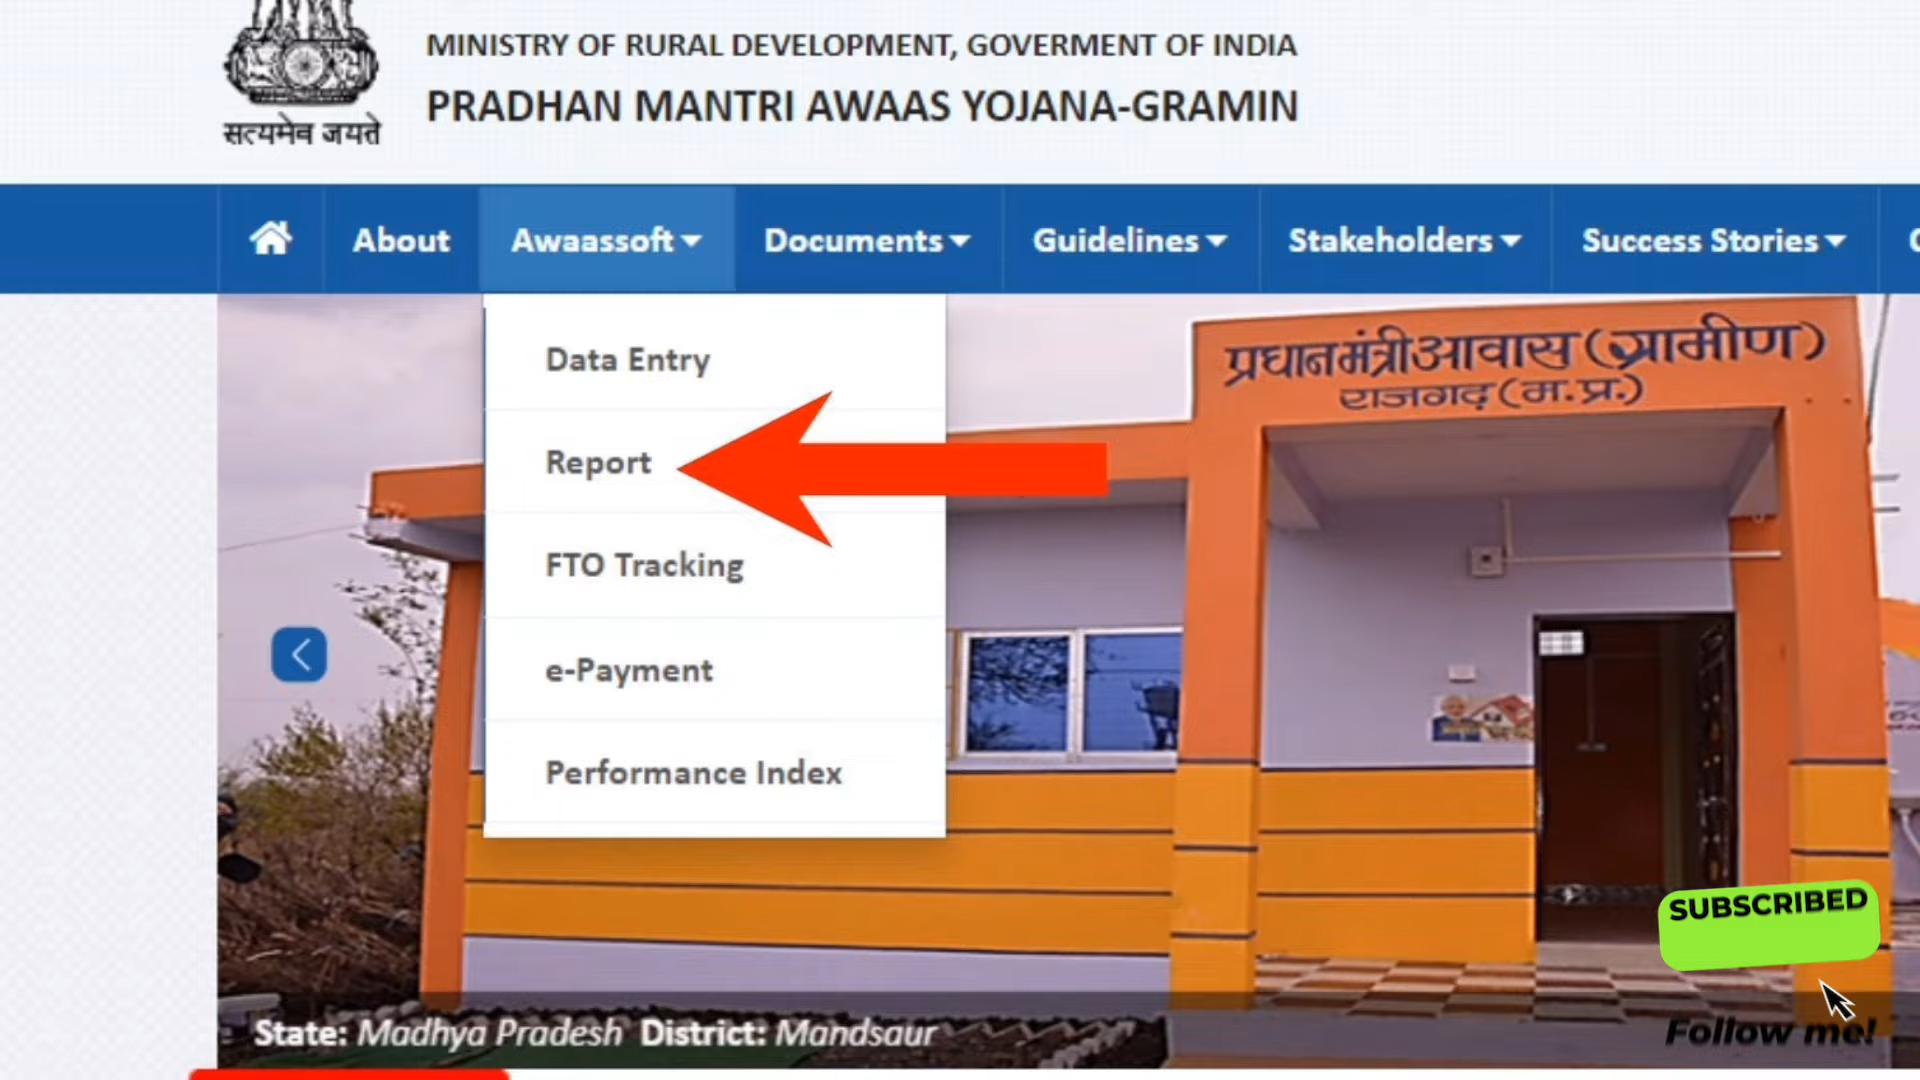 सत्यमेव जयते
MINISTRY OF RURAL DEVELOPMENT, GOVERMENT OF INDIA
PRADHAN MANTRI AWAAS YOJANA-GRAMIN
About Awaassoft Documents Guidelines Stakeholders Success Stories
Data Entry
Report
FTO Tracking
e-Payment
Performance Index
प्रधानमंत्री आवास (ग्रामीण)
राजगढ़ (म.प्र.)
SUBSCRIBED
Follow me!
State: Madhya Pradesh District: Mandsaur